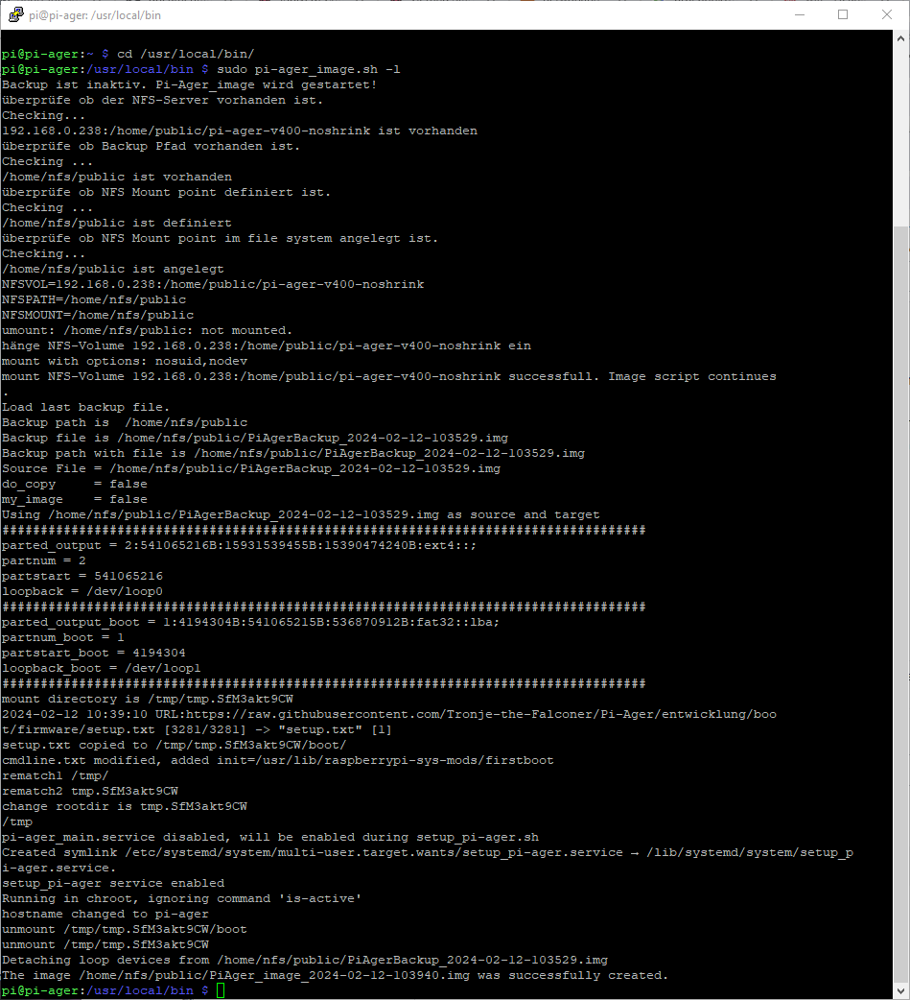 pi@pi-ager: /usr/local/bin
pi@pi-ager:~ $ cd /usr/local/bin/
pi@pi-ager:/usr/local/bin $ sudo pi-ager_image.sh -l
Backup ist inaktiv. Pi-Ager_image wird gestartet!
überprüfe ob der NFS-Server vorhanden ist.
Checking...
192.168.0.238:/home/public/pi-ager-v400-noshrink ist vorhanden
überprüfe ob Backup Pfad vorhanden ist.
Checking ...
/home/nfs/public ist vorhanden
überprüfe ob NFS Mount point definiert ist.
Checking ...
/home/nfs/public ist definiert
überprüfe ob NFS Mount point im file system angelegt ist.
Checking...
/home/nfs/public ist angelegt
NFSVOL=192.168.0.238:/home/public/pi-ager-v400-noshrink
NFSPATH=/home/nfs/public
NFSMOUNT=/home/nfs/public
umount: /home/nfs/public: not mounted.
hänge NFS-Volume 192.168.0.238:/home/public/pi-ager-v400-noshrink ein
mount with options: nosuid,nodev
mount NFS-Volume 192.168.0.238:/home/public/pi-ager-v400-noshrink successfull. Image script continues
.
Load last backup file.
Backup path is  /home/nfs/public
Backup file is /home/nfs/public/PiAgerBackup_2024-02-12-103529.img
Backup path with file is /home/nfs/public/PiAgerBackup_2024-02-12-103529.img
Source File = /home/nfs/public/PiAgerBackup_2024-02-12-103529.img
do_copy     = false
my_image    = false
Using /home/nfs/public/PiAgerBackup_2024-02-12-103529.img as source and target
####################################################################################
parted_output = 2:541065216B:15931539455B:15390474240B:ext4::;
partnum = 2
partstart = 541065216
loopback = /dev/loop0
####################################################################################
parted_output_boot = 1:4194304B:541065215B:536870912B:fat32::lba;
partnum_boot = 1
partstart_boot = 4194304
loopback_boot = /dev/loop1
####################################################################################
mount directory is /tmp/tmp.SfM3akt9CW
2024-02-12 10:39:10 URL:https://raw.githubusercontent.com/Tronje-the-Falconer/Pi-Ager/entwicklung/boo
t/firmware/setup.txt [3281/3281] -> "setup.txt" [1]
setup.txt copied to /tmp/tmp.SfM3akt9CW/boot/
cmdline.txt modified, added init=/usr/lib/raspberrypi-sys-mods/firstboot
rematch1 /tmp/
rematch2 tmp.SfM3akt9CW
change rootdir is tmp.SfM3akt9CW
/tmp
pi-ager_main.service disabled, will be enabled during setup_pi-ager.sh
Created symlink /etc/systemd/system/multi-user.target.wants/setup_pi-ager.service → /lib/systemd/system/setup_p
i-ager.service.
setup_pi-ager service enabled
Running in chroot, ignoring command 'is-active'
hostname changed to pi-ager
unmount /tmp/tmp.SfM3akt9CW/boot
unmount /tmp/tmp.SfM3akt9CW
Detaching loop devices from /home/nfs/public/PiAgerBackup_2024-02-12-103529.img
The image /home/nfs/public/PiAger_image_2024-02-12-103940.img was successfully created.
pi@pi-ager:/usr/local/bin $